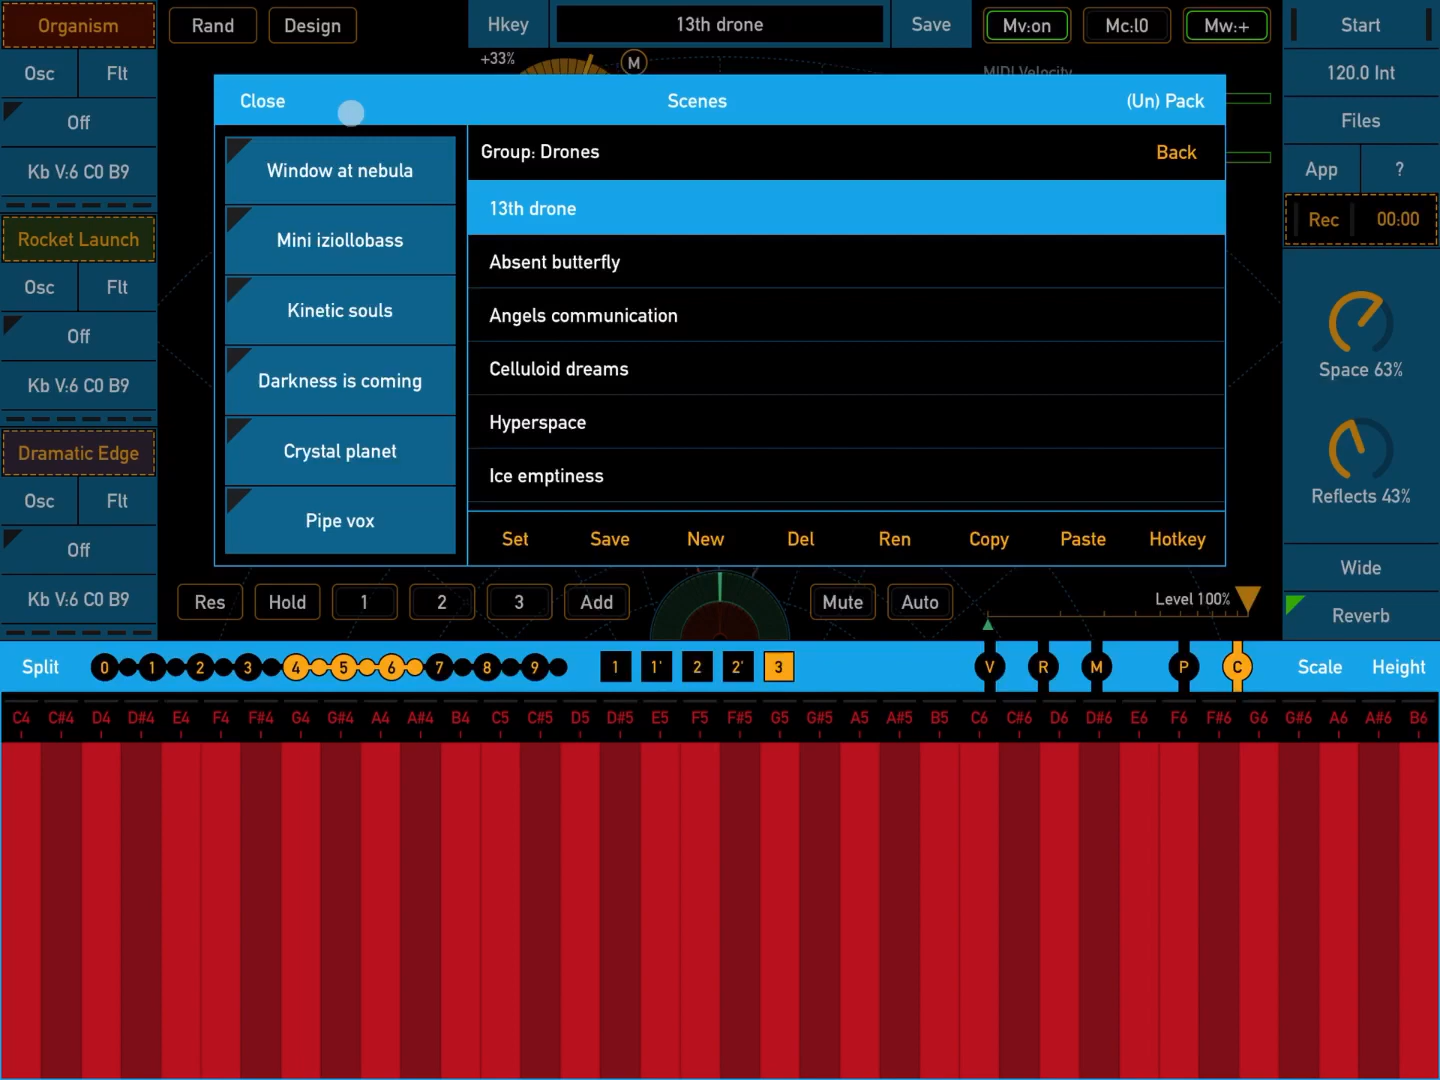 Organism
Rand
Design
Hkey
13th drone
Save
Mv:on
Mc:l0
Mw:+
Start
Osc
Flt
+33%
M
MIDI Velocity
120.0 Int
Close
Scenes
(Un) Pack
Off
Files
Window at nebula
Group: Drones
Back
Kb V:6 C0 B9
App
?
13th drone
Rec
00:00
Rocket Launch
Mini iziollobass
Absent butterfly
Osc
Flt
Kinetic souls
Angels communication
Off
Celluloid dreams
Space 63%
Kb V:6 C0 B9
Darkness is coming
Hyperspace
Dramatic Edge
Crystal planet
Ice emptiness
Reflects 43%
Osc
Flt
Pipe vox
Set
Save
New
Del
Ren
Copy
Paste
Hotkey
Off
Wide
Kb V:6 C0 B9
Res
Hold
1
2
3
Add
Mute
Auto
Level 100%
Reverb
Split
0
1
2
3
4
5
6
7
8
9
1
1'
2
2'
3
V
R
M
P
C
Scale
Height
C4
C#4
D4
D#4
E4
F4
F#4
G4
G#4
A4
A#4
B4
C5
C#5
D5
D#5
E5
F5
F#5
G5
G#5
A5
A#5
B5
C6
C#6
D6
D#6
E6
F6
F#6
G6
G#6
A6
A#6
B6